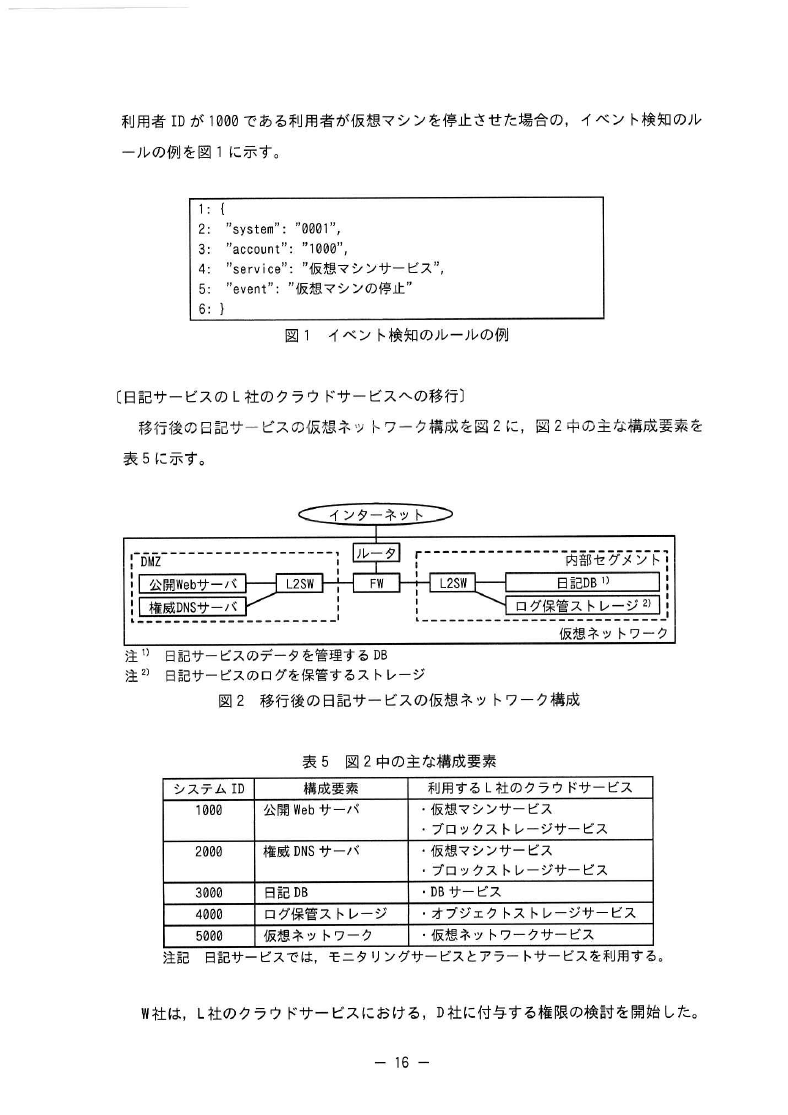 利用者 ID が 1000 である利用者が仮想マシンを停止させた場合の，イベント検知のル
ールの例を図 1 に示す。
1: {
2: "system": "0001",
3: "account": "1000",
4: "service": "仮想マシンサービス",
5: "event": "仮想マシンの停止"
6: }
図 1 イベント検知のルールの例
〔日記サービスの L 社のクラウドサービスへの移行〕
移行後の日記サービスの仮想ネットワーク構成を図 2 に，図 2 中の主な構成要素を
表 5 に示す。
インターネット
ルータ
DMZ
内部セグメント
公開Webサーバ
L2SW
FW
L2SW
日記DB 1)
権威DNSサーバ
ログ保管ストレージ 2)
仮想ネットワーク
注 1) 日記サービスのデータを管理する DB
注 2) 日記サービスのログを保管するストレージ
図 2 移行後の日記サービスの仮想ネットワーク構成
表 5 図 2 中の主な構成要素
システム ID 構成要素 利用する L 社のクラウドサービス
1000 公開 Web サーバ ・仮想マシンサービス
・ブロックストレージサービス
2000 権威 DNS サーバ ・仮想マシンサービス
・ブロックストレージサービス
3000 日記 DB ・DB サービス
4000 ログ保管ストレージ ・オブジェクトストレージサービス
5000 仮想ネットワーク ・仮想ネットワークサービス
注記 日記サービスでは，モニタリングサービスとアラートサービスを利用する。
W社は，L社のクラウドサービスにおける，D社に付与する権限の検討を開始した。
－ 16 －